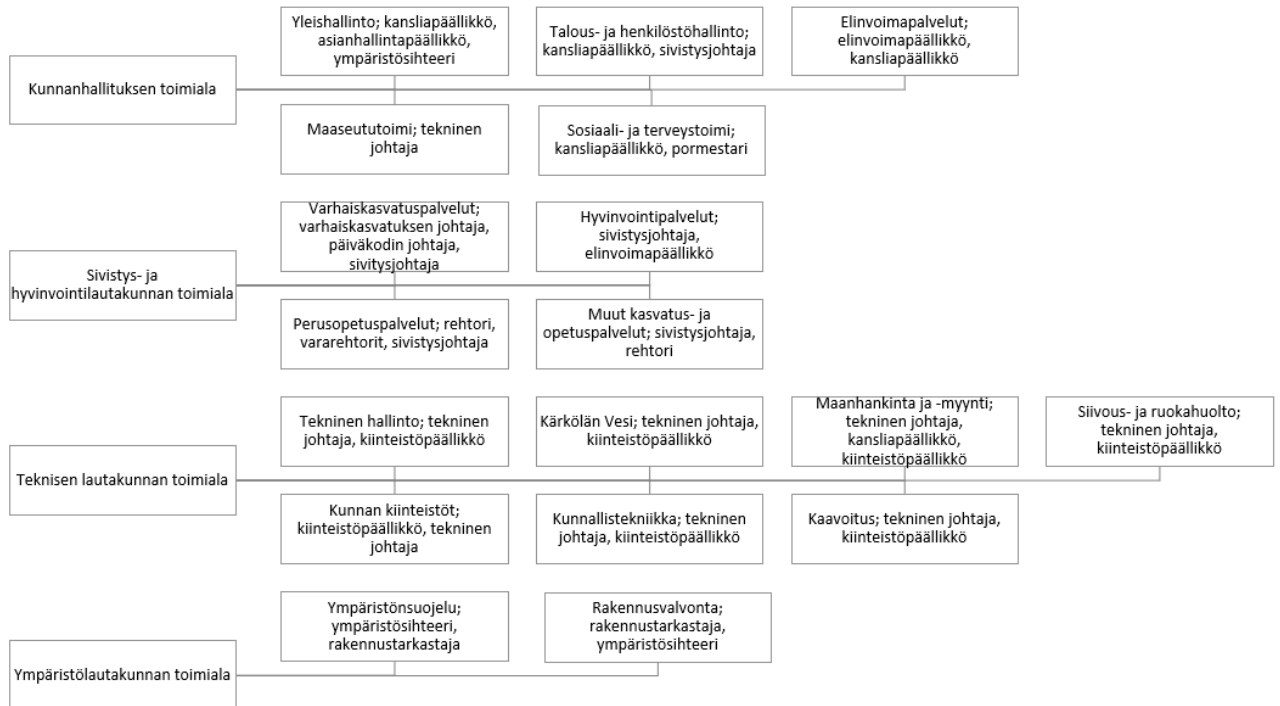 Kunnanhallituksen toimiala
Yleishallinto; kansliapäällikkö,
asianhallintapäällikkö,
ympäristösihteeri
Talous- ja henkilöstöhallinto;
kansliapäällikkö, sivistysjohtaja
Elinvoimapalvelut;
elinvoimapäällikkö,
kansliapäällikkö
Maaseututoimi; tekninen
johtaja
Sosiaali- ja terveystoimi;
kansliapäällikkö, pormestari
Sivistys- ja
hyvinvointilautakunnan toimiala
Varhaiskasvatuspalvelut;
varhaiskasvatuksen johtaja,
päiväkodin johtaja,
sivitysjohtaja
Hyvinvointipalvelut;
sivistysjohtaja,
elinvoimapäällikkö
Perusopetuspalvelut; rehtori,
vararehtorit, sivistysjohtaja
Muut kasvatus- ja
opetuspalvelut; sivistysjohtaja,
rehtori
Teknisen lautakunnan toimiala
Tekninen hallinto; tekninen
johtaja, kiinteistöpäällikkö
Kärkölän Vesi; tekninen johtaja,
kiinteistöpäällikkö
Maanhankinta ja -myynti;
tekninen johtaja,
kansliapäällikkö,
kiinteistöpäällikkö
Siivous- ja ruokahuolto;
tekninen johtaja,
kiinteistöpäällikkö
Kunnan kiinteistöt;
kiinteistöpäällikkö, tekninen
johtaja
Kunnallistekniikka; tekninen
johtaja, kiinteistöpäällikkö
Kaavoitus; tekninen johtaja,
kiinteistöpäällikkö
Ympäristölautakunnan toimiala
Ympäristönsuojelu;
ympäristösihteeri,
rakennustarkastaja
Rakennusvalvonta;
rakennustarkastaja,
ympäristösihteeri